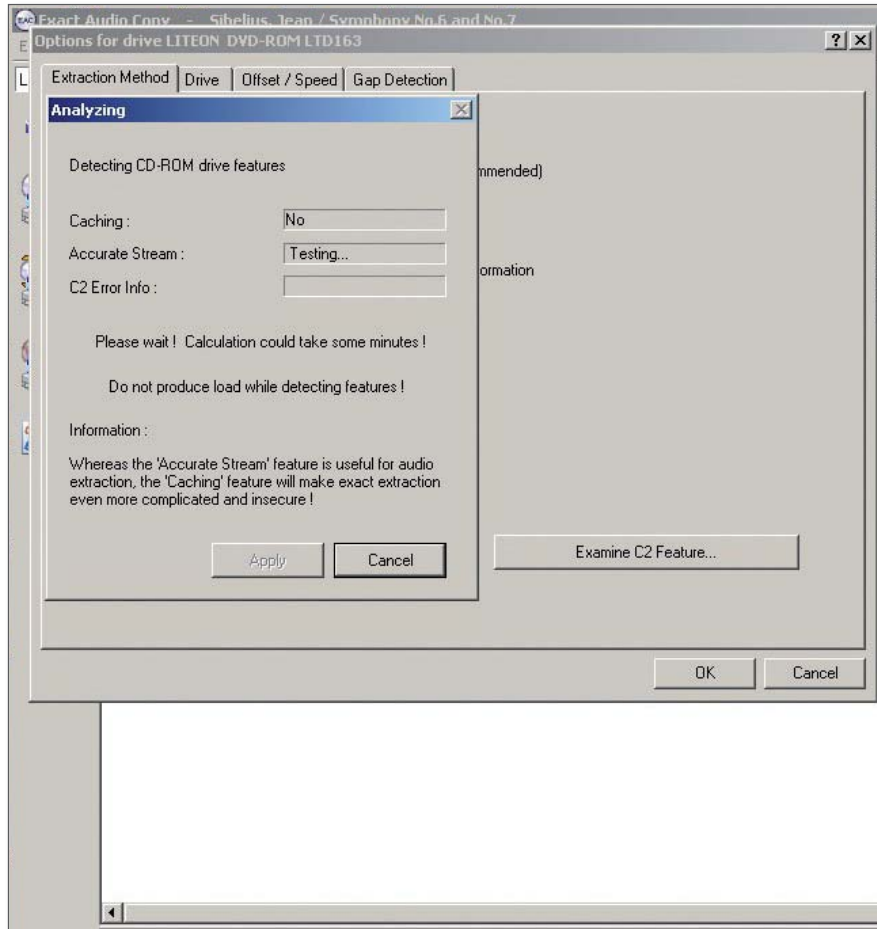 Exact Audio Copy - Sibelius, Jean / Symphony No.6 and No.7
E
Options for drive LITEON DVD-ROM LTD163
L
Extraction Method Drive Offset / Speed Gap Detection
Analyzing
Detecting CD-ROM drive features
mmended)
Caching : No
Accurate Stream : Testing...
ormation
C2 Error Info :
Please wait ! Calculation could take some minutes !
Do not produce load while detecting features !
Information :
Whereas the 'Accurate Stream' feature is useful for audio
extraction, the 'Caching' feature will make exact extraction
even more complicated and insecure !
Apply Cancel
Examine C2 Feature...
OK Cancel